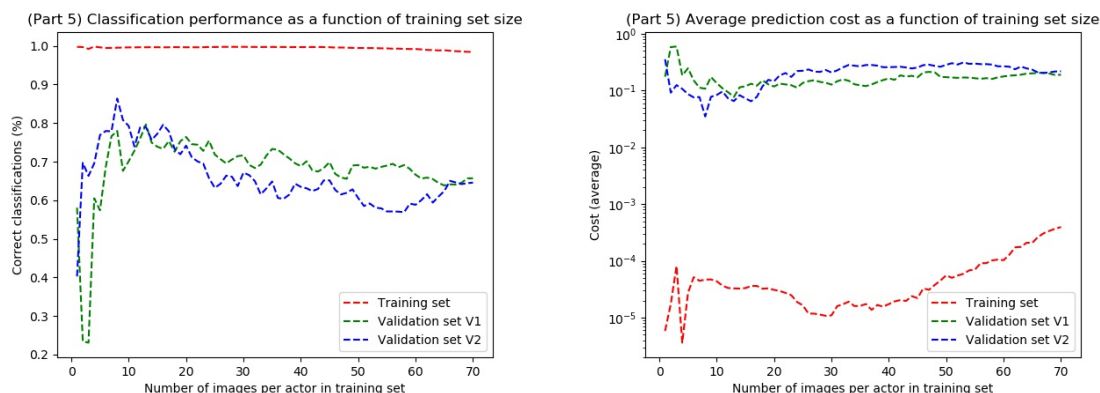 (Part 5) Classification performance as a function of training set size
1.0
0.9
0.8
0.7
0.6
0.5
0.4
0.3
0.2
Correct classifications (%)
0 10 20 30 40 50 60 70
Number of images per actor in training set
Training set
Validation set V1
Validation set V2
(Part 5) Average prediction cost as a function of training set size
10^0
10^-1
10^-2
10^-3
10^-4
10^-5
Cost (average)
0 10 20 30 40 50 60 70
Number of images per actor in training set
Training set
Validation set V1
Validation set V2